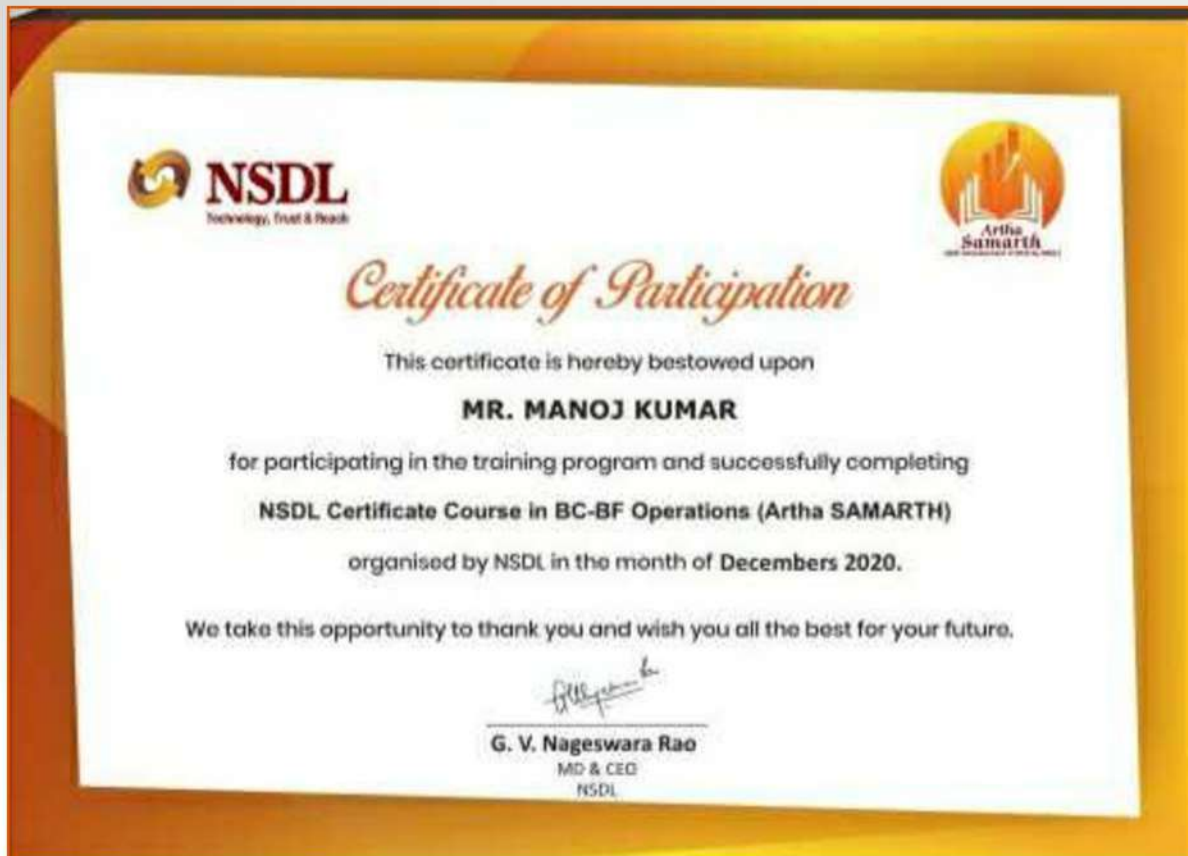 NSDL
Technology, Trust & Reach
Artha
Samarth
Certificate of Participation
This certificate is hereby bestowed upon
MR. MANOJ KUMAR
for participating in the training program and successfully completing
NSDL Certificate Course in BC-BF Operations (Artha SAMARTH)
organised by NSDL in the month of Decembers 2020.
We take this opportunity to thank you and wish you all the best for your future.
G. V. Nageswara Rao
MD & CEO
NSDL